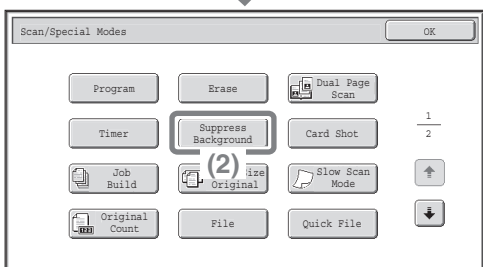 Scan/Special Modes
OK
Program
Erase
Dual Page
Scan
Timer
Suppress
Background
Card Shot
1
2
Job
Build
(2)
ize
Original
Slow Scan
Mode
Original
Count
File
Quick File